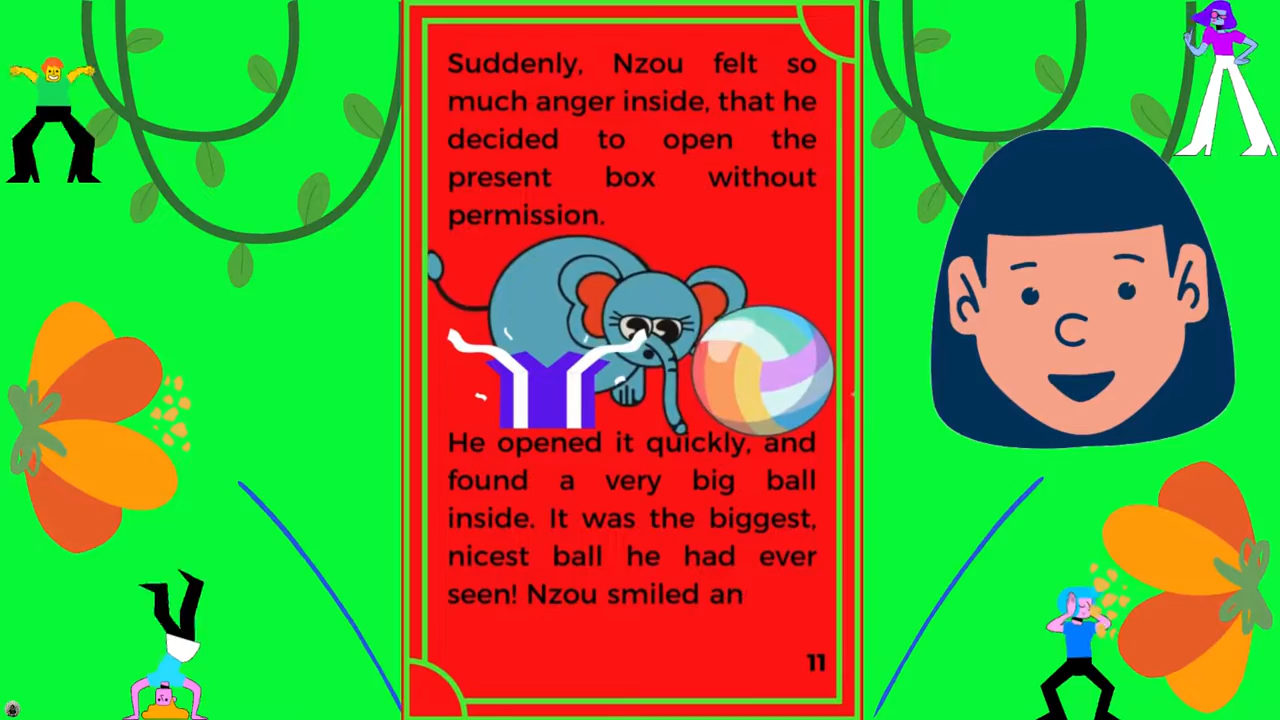 Suddenly, Nzou felt so
much anger inside, that he
decided to open the
present box without
permission.
He opened it quickly, and
found a very big ball
inside. It was the biggest,
nicest ball he had ever
seen! Nzou smiled an
11